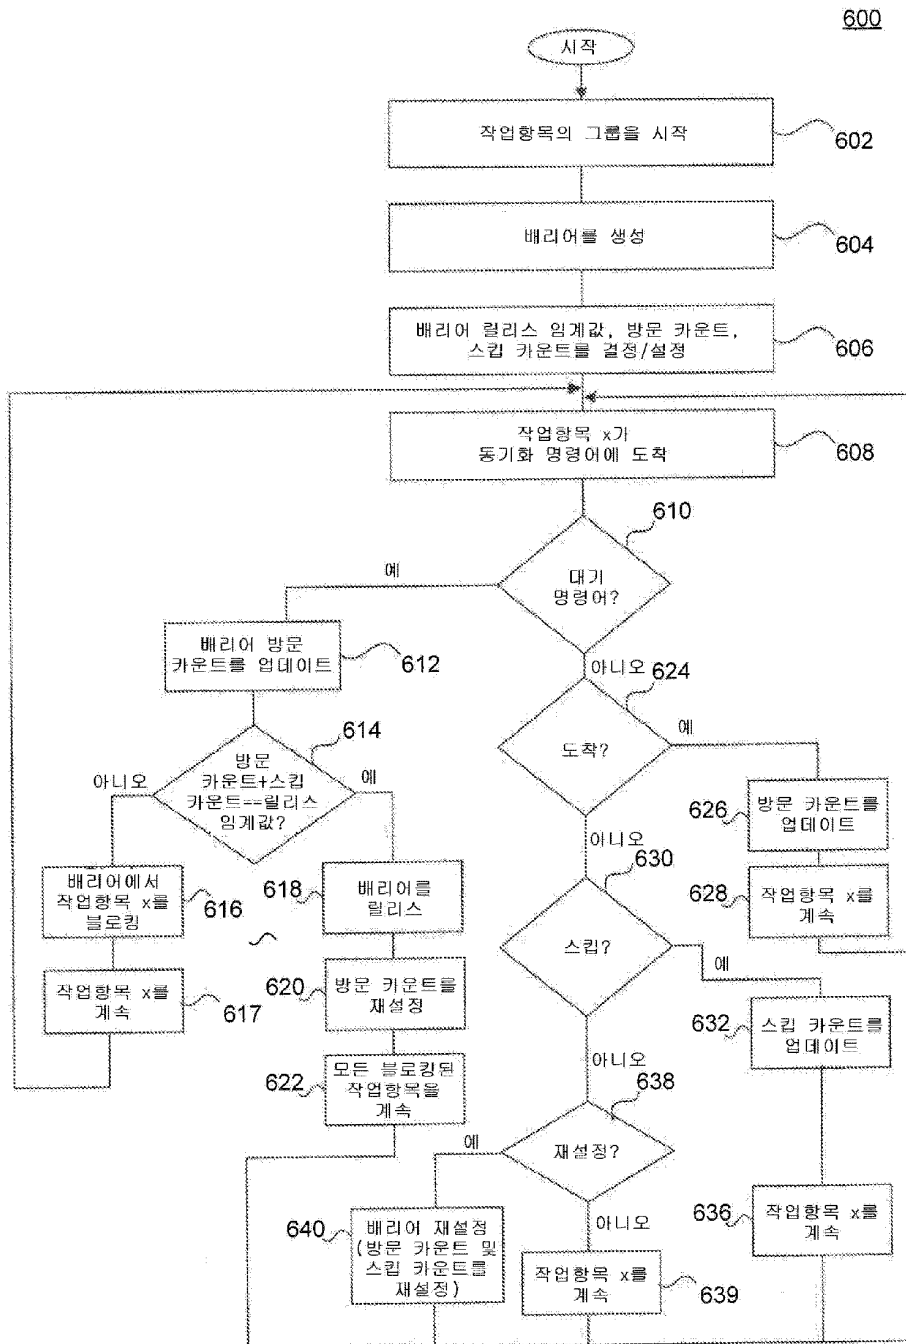 600
시작
작업항목의 그룹을 시작
602
배리어를 생성
604
배리어 릴리스 임계값, 방문 카운트,
스킵 카운트를 결정/설정
606
작업항목 x가
동기화 명령어에 도착
608
610
대기
명령어?
예
아니오
배리어 방문
카운트를 업데이트
612
624
도착?
예
아니오
614
방문
카운트+스킵
카운트==릴리스
임계값?
아니오
예
626
방문 카운트를
업데이트
배리어에서
작업항목 x를
블로킹
616
618
배리어를
릴리스
630
스킵?
예
아니오
628
작업항목 x를
계속
작업항목 x를
계속
617
620
방문 카운트를
재설정
632
스킵 카운트를
업데이트
622
모든 블로킹된
작업항목을
계속
638
재설정?
예
아니오
640
배리어 재설정
(방문 카운트 및
스킵 카운트를
재설정)
작업항목 x를
계속
639
636
작업항목 x를
계속